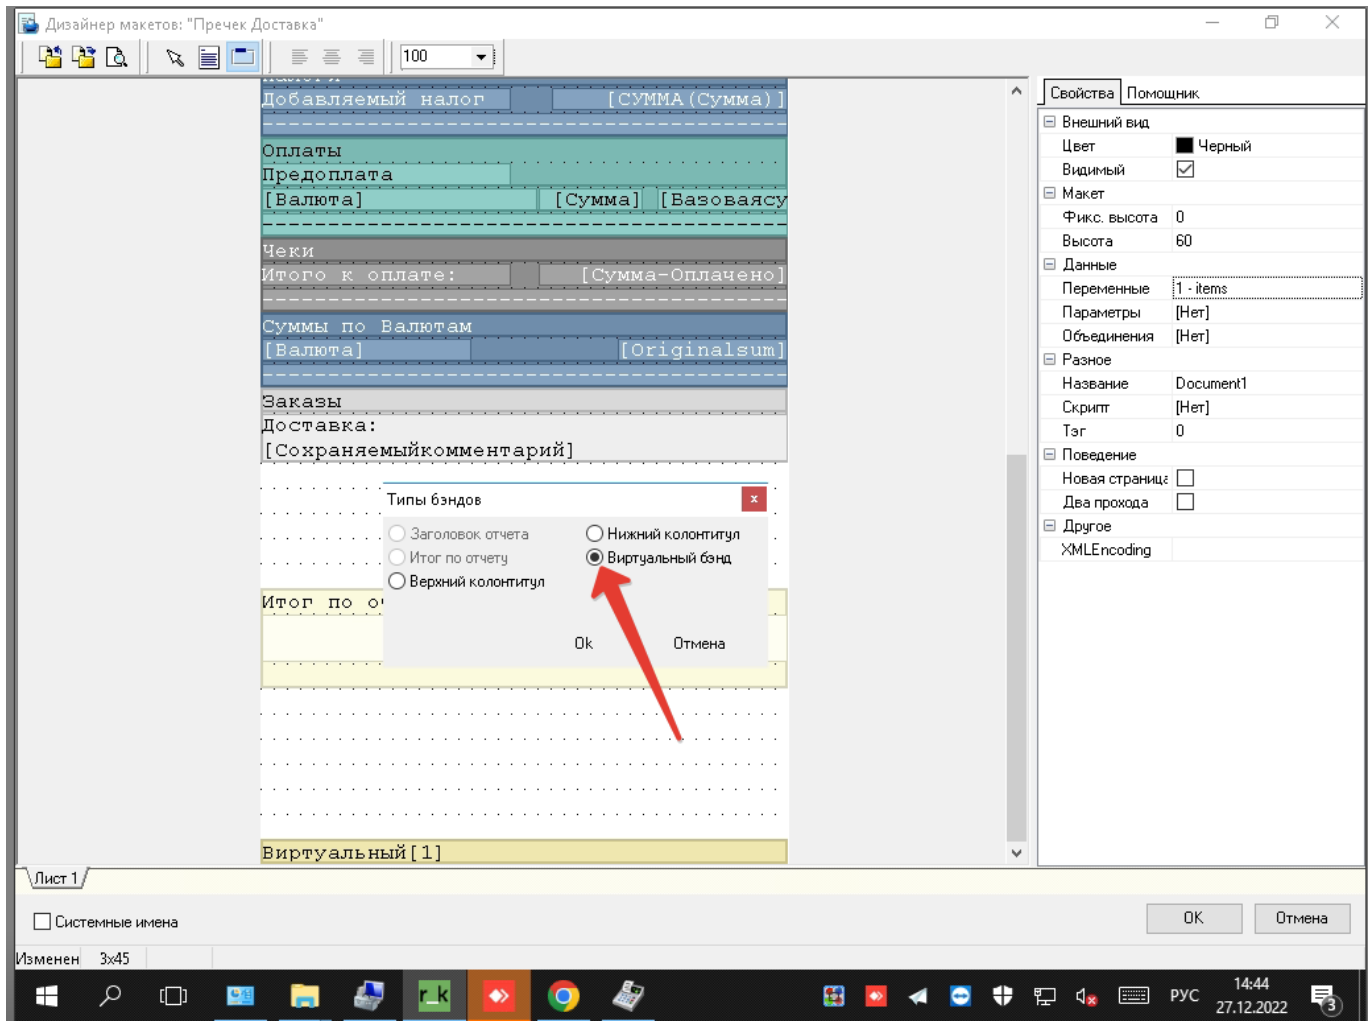 Дизайнер макетов: "Пречек Доставка"
100
Добавляемый налог [СУММА(Сумма)]
Оплаты
Предоплата
[Валюта] [Сумма] [Базоваясу
Чеки
Итого к оплате: [Сумма-Оплачено]
Суммы по Валютам
[Валюта] [Originalsum]
Заказы
Доставка:
[Сохраняемыйкомментарий]
Типы бэндов
Заголовок отчета
Нижний колонтитул
Итог по отчету
Виртуальный бэнд
Верхний колонтитул
Ok Отмена
Итог по о
Виртуальный[1]
Свойства Помощник
Внешний вид
Цвет Черный
Видимый
Макет
Фикс. высота 0
Высота 60
Данные
Переменные 1 - items
Параметры [Нет]
Объединения [Нет]
Разное
Название Document1
Скрипт [Нет]
Тэг 0
Поведение
Новая страница
Два прохода
Другое
XMLEncoding
Лист 1
Системные имена
OK Отмена
Изменен 3x45
r_k
РУС
14:44
27.12.2022
3